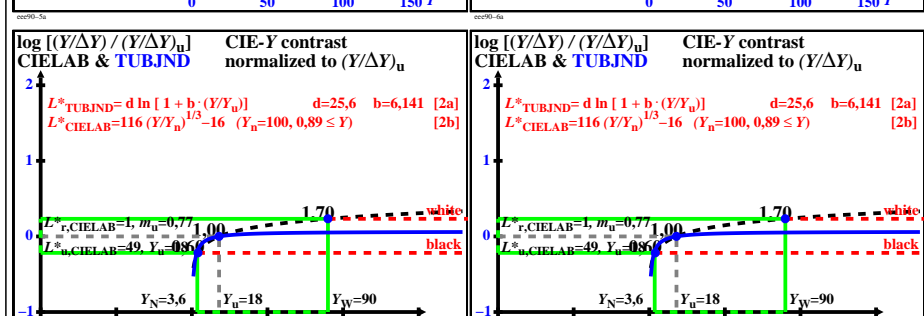 0 50 100 150 Y 0 50 100 150 Y
eee90-5a eee90-6a
log [(Y/ΔY) / (Y/ΔY)u] CIE-Y contrast
CIELAB & TUBJND normalized to (Y/ΔY)u
2
L*TUBJND= d ln [ 1 + b · (Y/Yu)] d=25,6 b=6,141 [2a]
L*CIELAB=116 (Y/Yn)^1/3−16 (Yn=100, 0,89 ≤ Y) [2b]
1
1,70 white
L*r,CIELAB=1, mu=0,77 1,00
0
L*u,CIELAB=49, Yu= black
YN=3,6 Yu=18 YW=90
−1
log [(Y/ΔY) / (Y/ΔY)u] CIE-Y contrast
CIELAB & TUBJND normalized to (Y/ΔY)u
2
L*TUBJND= d ln [ 1 + b · (Y/Yu)] d=25,6 b=6,141 [2a]
L*CIELAB=116 (Y/Yn)^1/3−16 (Yn=100, 0,89 ≤ Y) [2b]
1
1,70 white
L*r,CIELAB=1, mu=0,77 1,00
0
L*u,CIELAB=49, Yu= black
YN=3,6 Yu=18 YW=90
−1